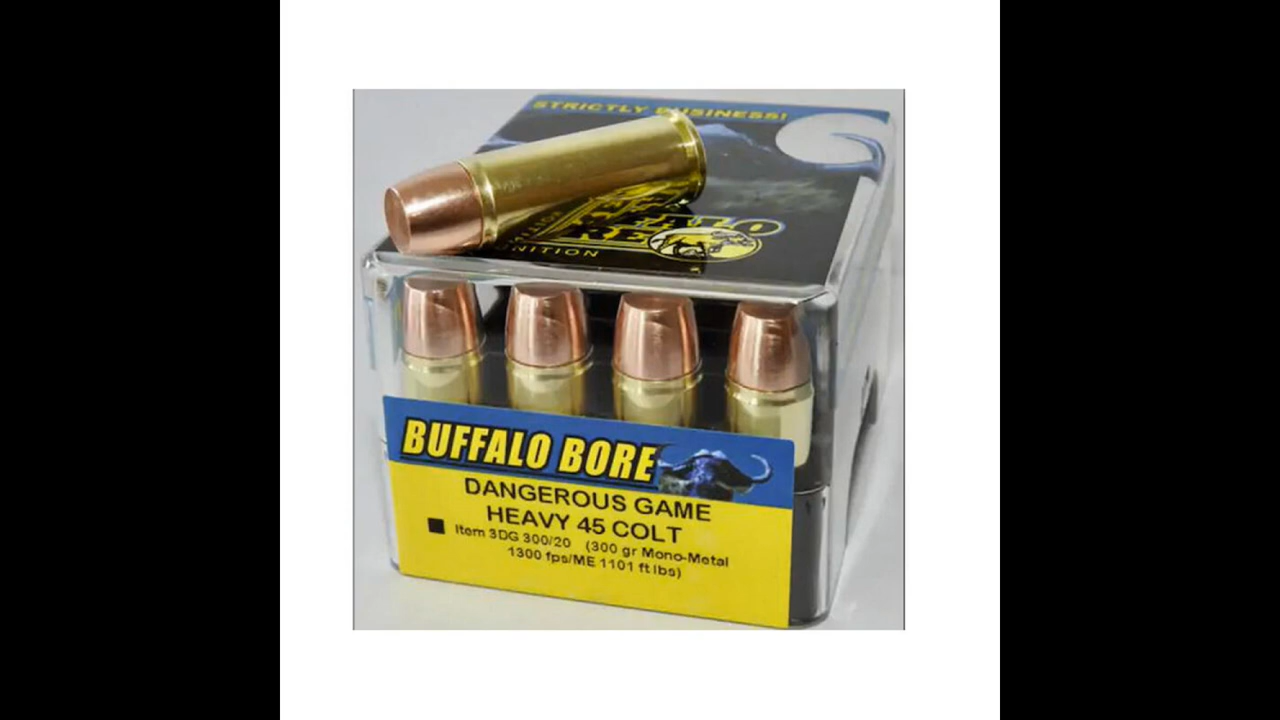 STRICTLY BUSINESS!
BUFFALO BORE
DANGEROUS GAME
HEAVY 45 COLT
Item 3DG 300/20 (300 gr Mono-Metal
1300 fps/ME 1101 ft lbs)